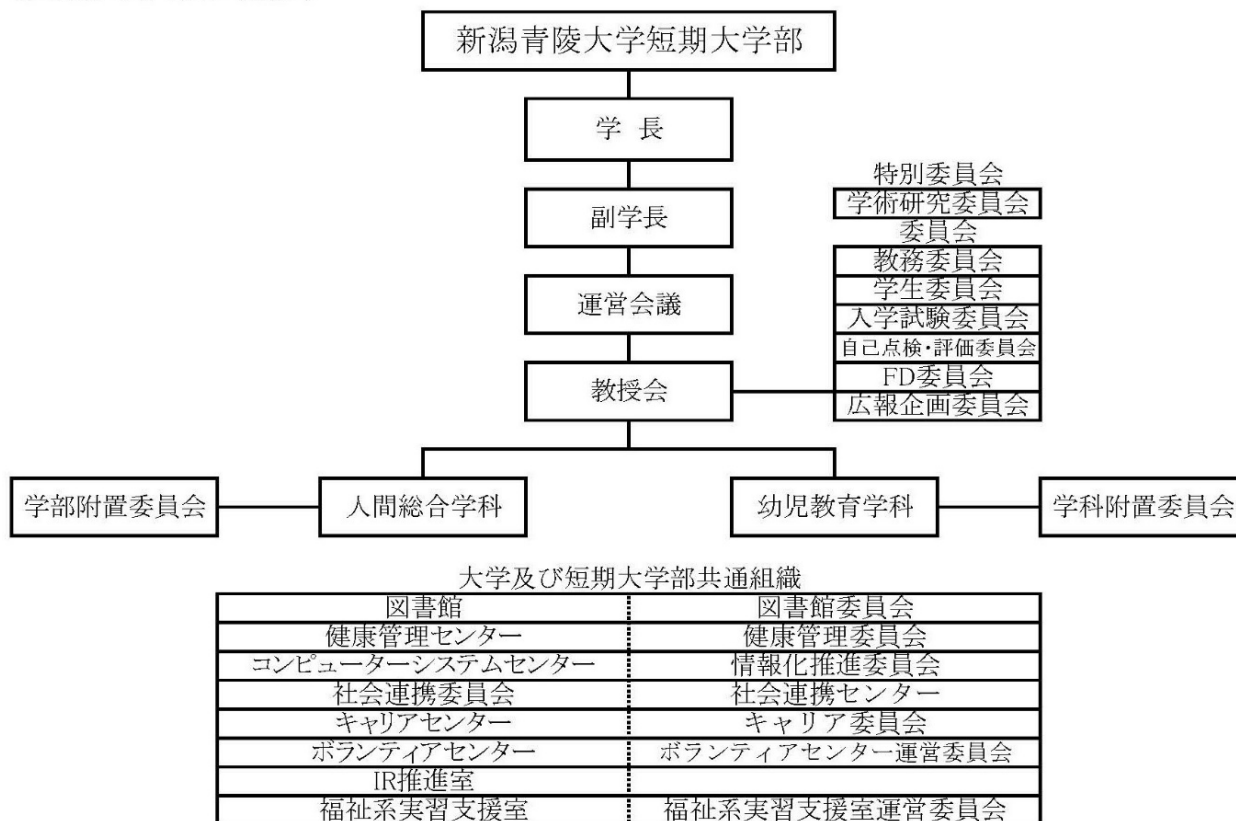 新潟青陵大学短期大学部
学 長
特別委員会
学術研究委員会
副学長
委員会
教務委員会
学生委員会
運営会議
入学試験委員会
自己点検・評価委員会
FD委員会
教授会
広報企画委員会
学部附置委員会 人間総合学科 幼児教育学科 学科附置委員会
大学及び短期大学部共通組織
図書館 図書館委員会
健康管理センター 健康管理委員会
コンピューターシステムセンター 情報化推進委員会
社会連携委員会 社会連携センター
キャリアセンター キャリア委員会
ボランティアセンター ボランティアセンター運営委員会
IR推進室
福祉系実習支援室 福祉系実習支援室運営委員会